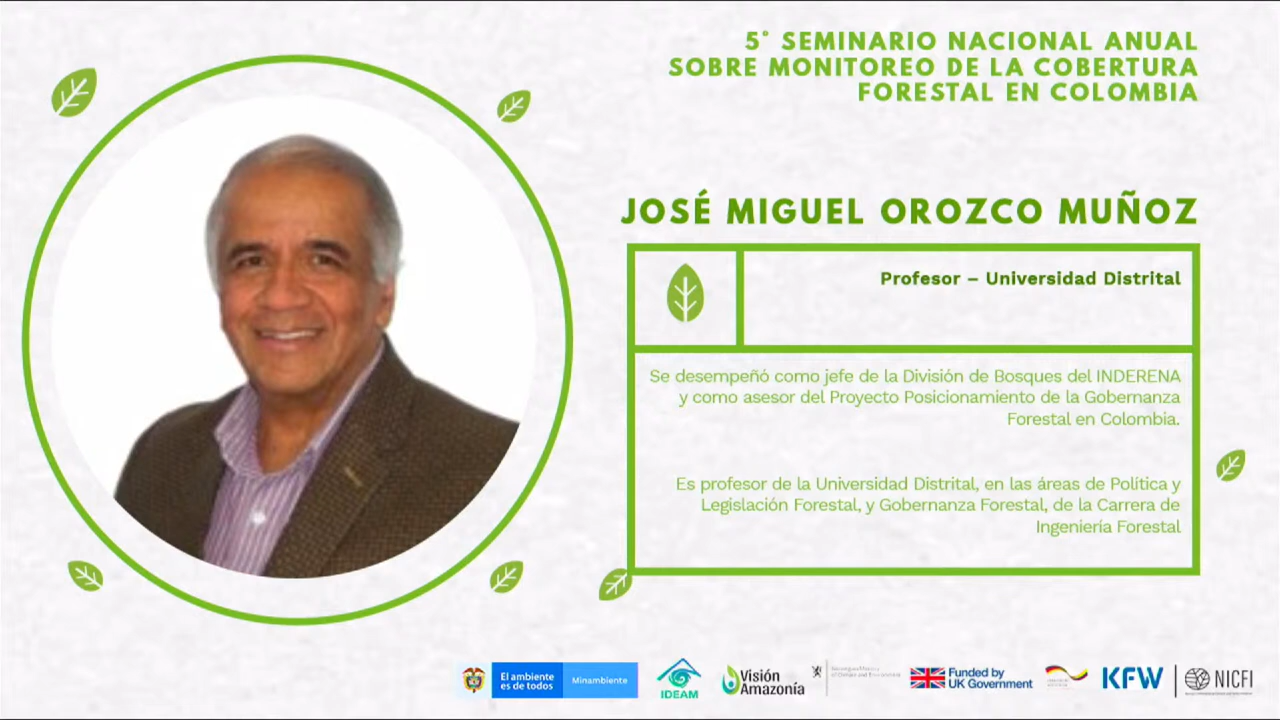 5° SEMINARIO NACIONAL ANUAL
SOBRE MONITOREO DE LA COBERTURA
FORESTAL EN COLOMBIA
JOSÉ MIGUEL OROZCO MUÑOZ
Profesor – Universidad Distrital
Se desempeñó como jefe de la División de Bosques del INDERENA
y como asesor del Proyecto Posicionamiento de la Gobernanza
Forestal en Colombia.
Es profesor de la Universidad Distrital, en las áreas de Política y
Legislación Forestal, y Gobernanza Forestal, de la Carrera de
Ingeniería Forestal
El ambiente
es de todos
Minambiente
IDEAM
Visión
Amazonía
Funded by
UK Government
KFW
NICFI